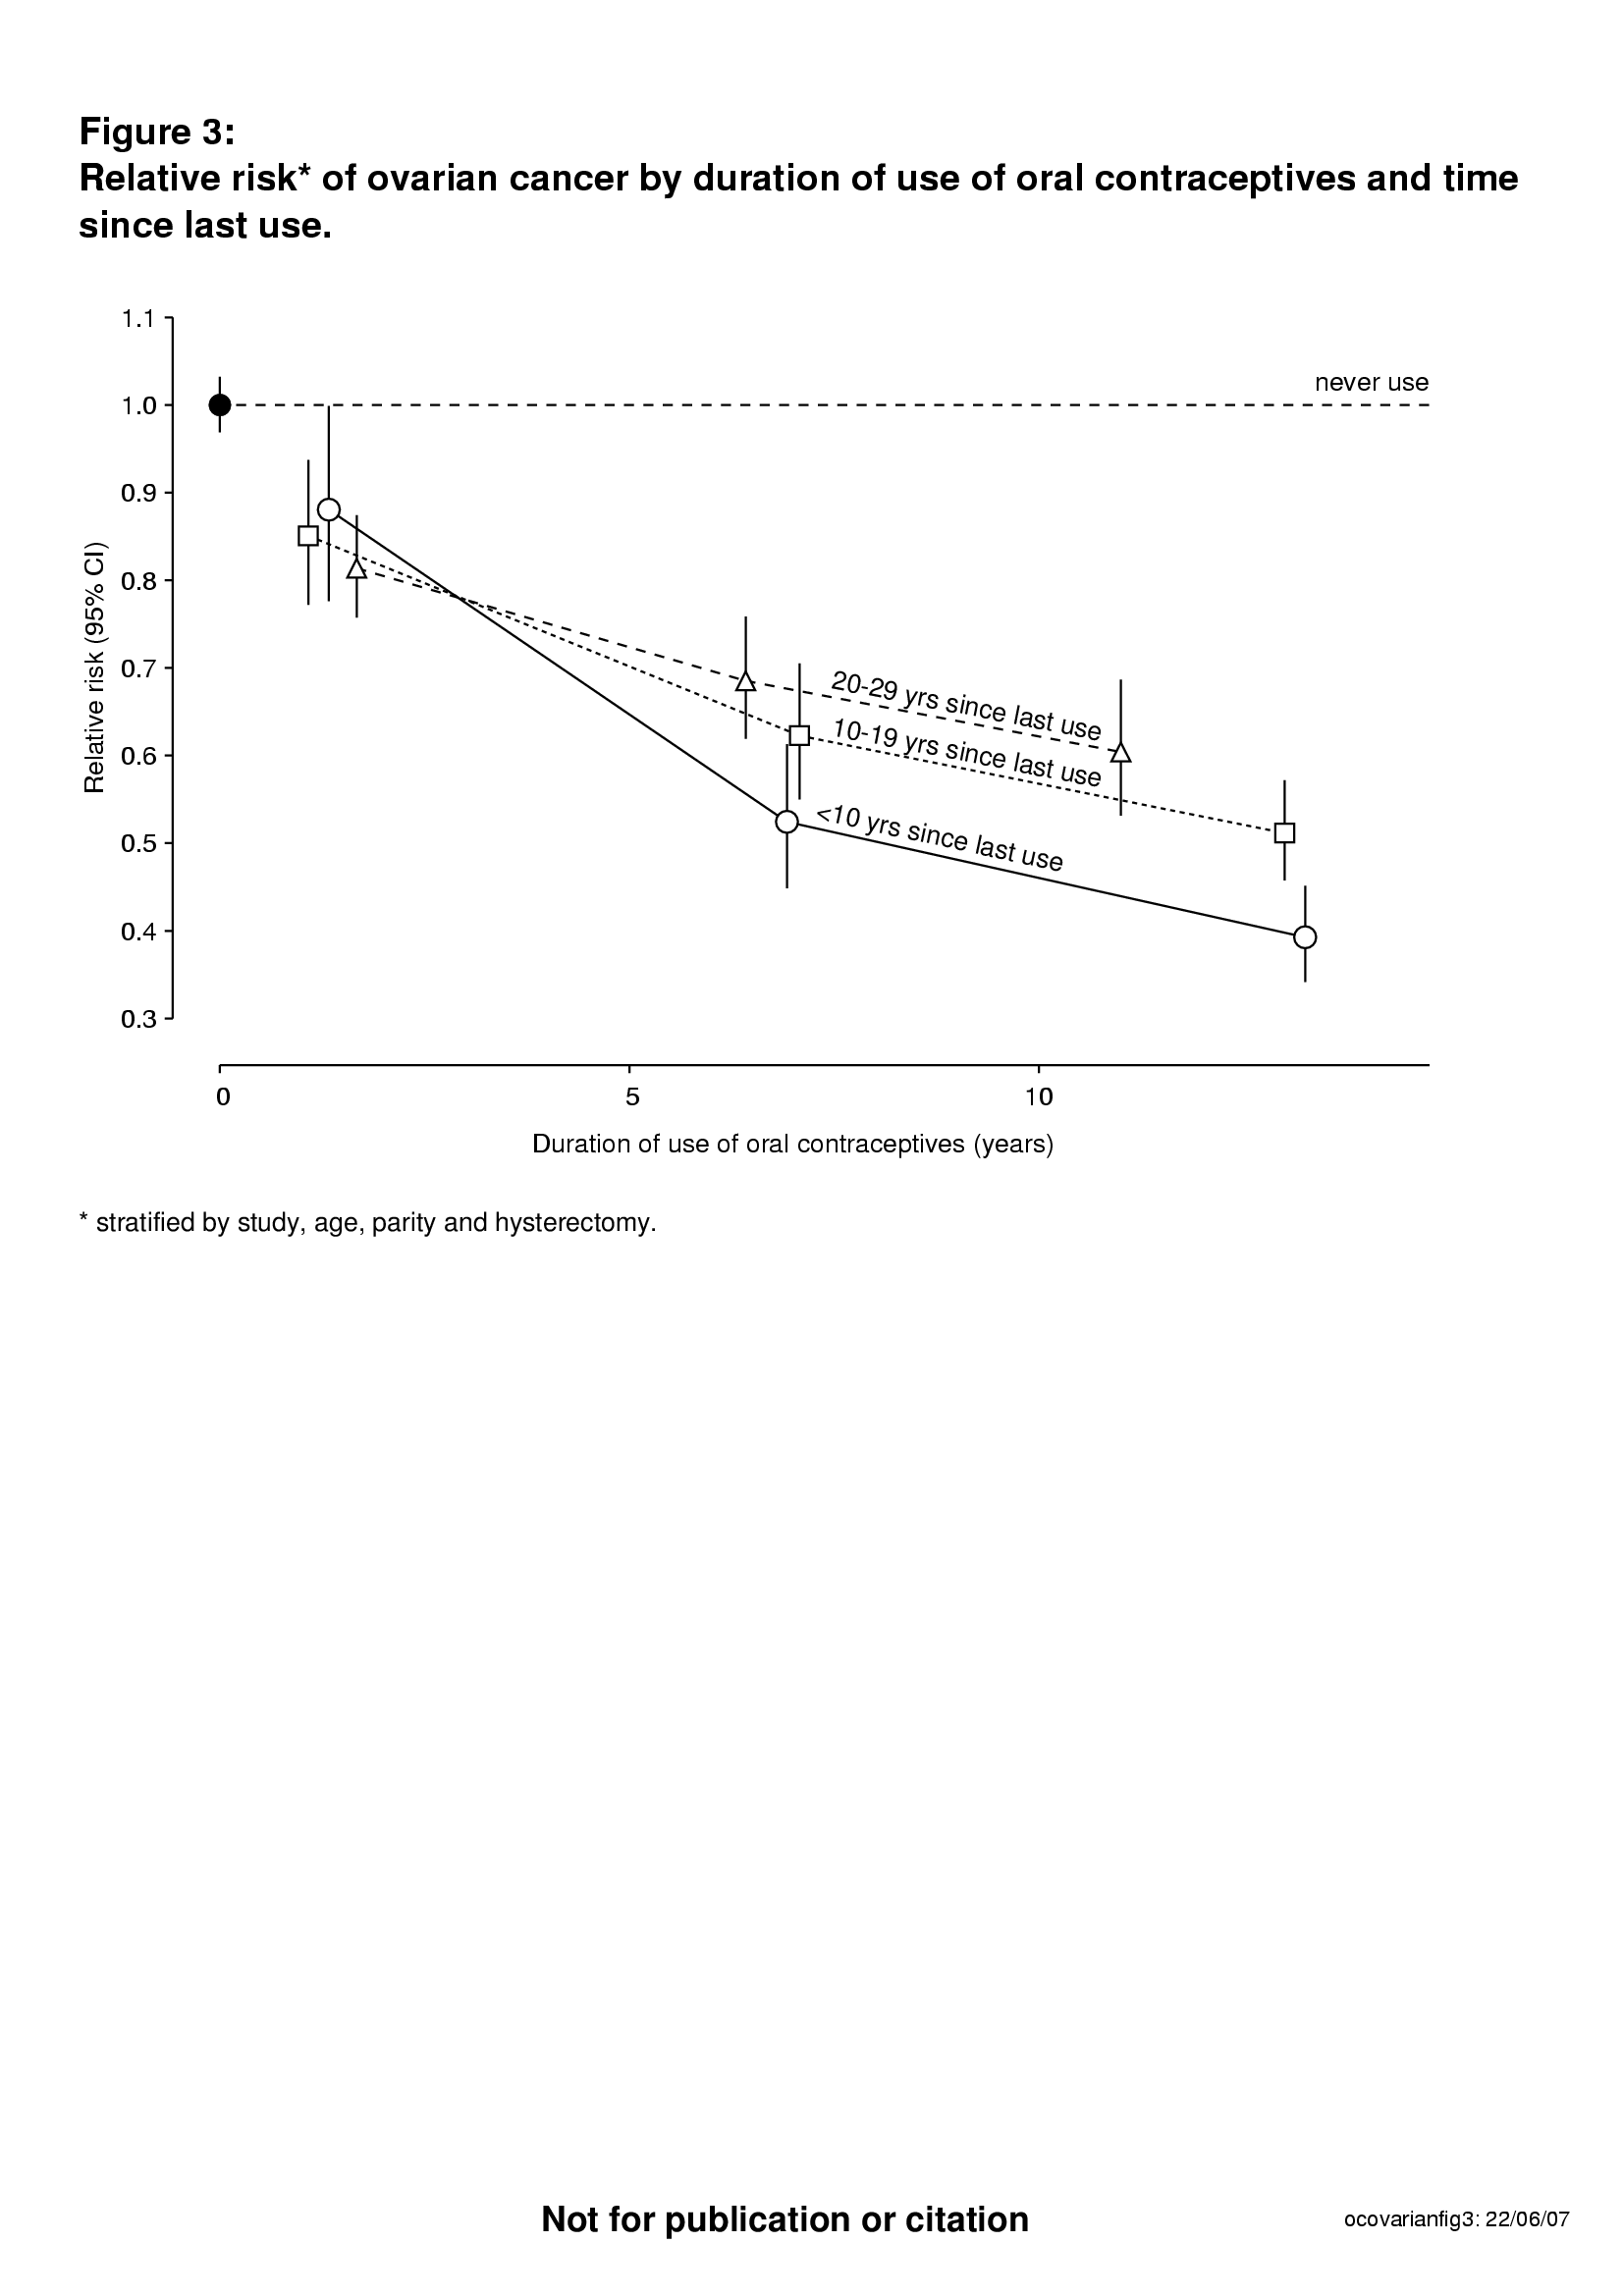 Figure 3:
Relative risk* of ovarian cancer by duration of use of oral contraceptives and time
since last use.
1.1
1.0
0.9
0.8
0.7
0.6
0.5
0.4
0.3
Relative risk (95% CI)
never use
20-29 yrs since last use
10-19 yrs since last use
<10 yrs since last use
0 5 10
Duration of use of oral contraceptives (years)
* stratified by study, age, parity and hysterectomy.
Not for publication or citation
ocovarianfig3: 22/06/07